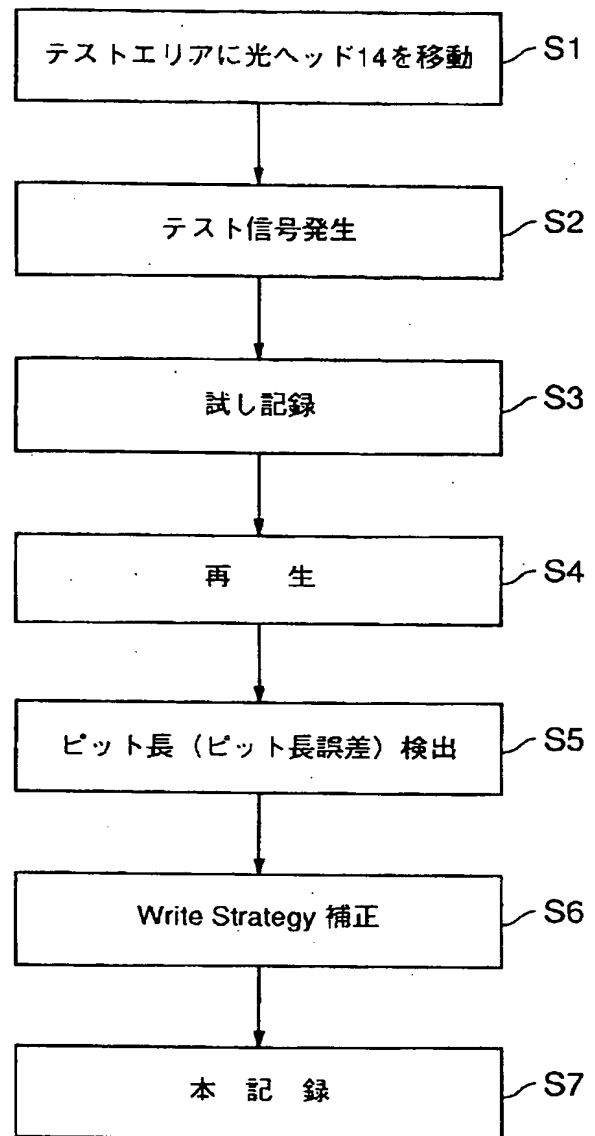 テストエリアに光ヘッド14を移動 S1
テスト信号発生 S2
試し記録 S3
再 生 S4
ピット長（ピット長誤差）検出 S5
Write Strategy 補正 S6
本 記 録 S7